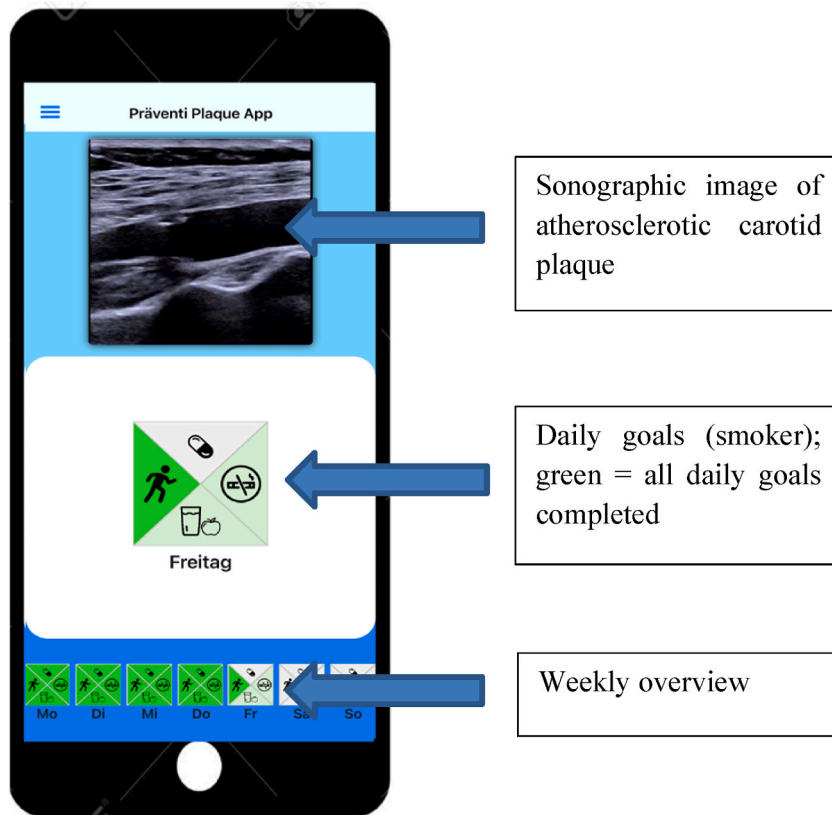 Präventi Plaque App
Sonographic image of
atherosclerotic carotid
plaque
Daily goals (smoker);
green = all daily goals
completed
Freitag
Weekly overview
Mo Di Mi Do Fr Sa So